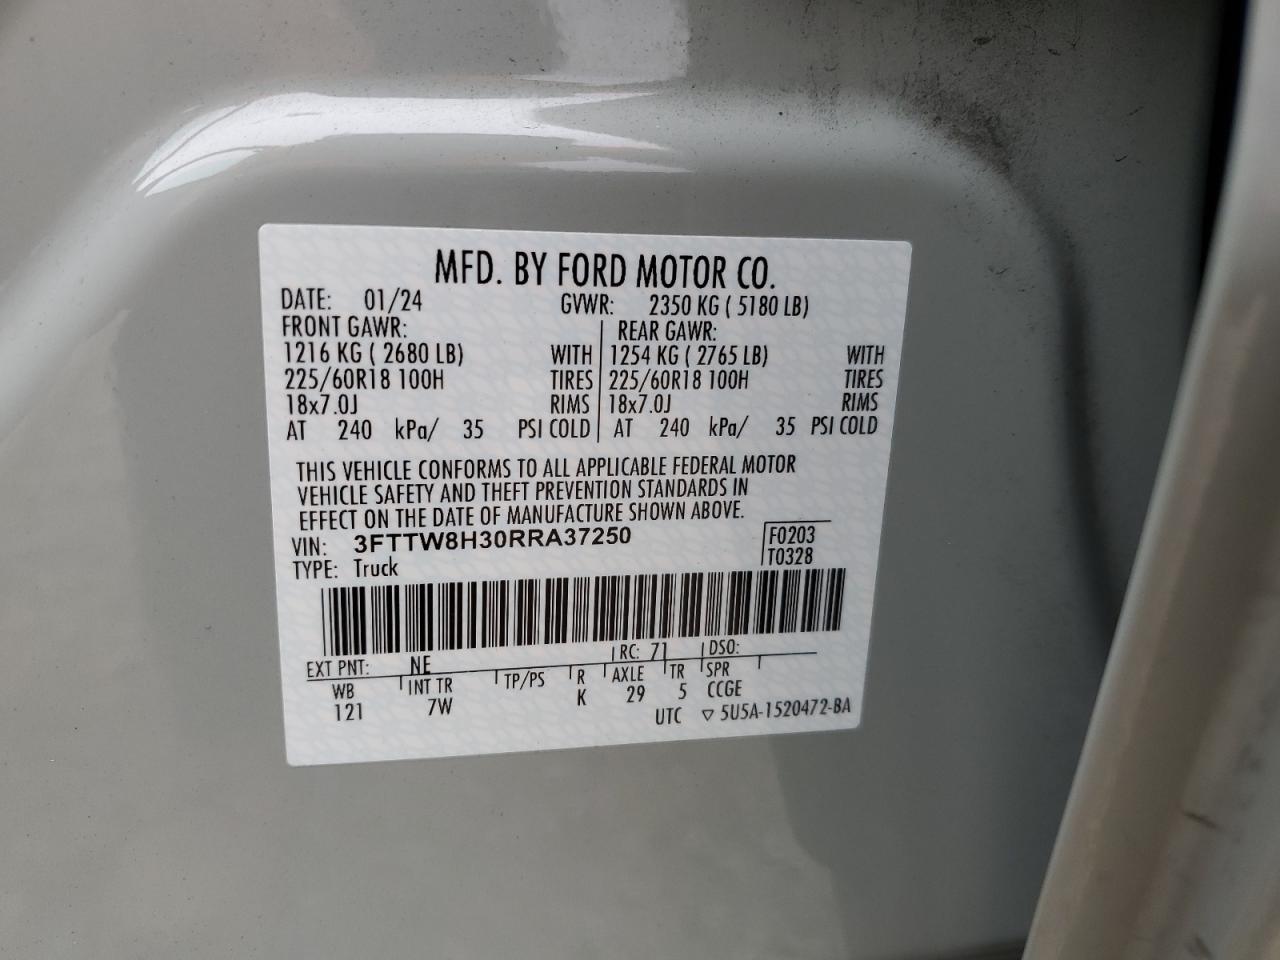 MFD. BY FORD MOTOR CO.
DATE: 01/24 GVWR: 2350 KG ( 5180 LB)
FRONT GAWR: REAR GAWR:
1216 KG ( 2680 LB) WITH 1254 KG ( 2765 LB) WITH
225/60R18 100H TIRES 225/60R18 100H TIRES
18x7.0J RIMS 18x7.0J RIMS
AT 240 kPa/ 35 PSI COLD AT 240 kPa/ 35 PSI COLD
THIS VEHICLE CONFORMS TO ALL APPLICABLE FEDERAL MOTOR
VEHICLE SAFETY AND THEFT PREVENTION STANDARDS IN
EFFECT ON THE DATE OF MANUFACTURE SHOWN ABOVE.
VIN: 3FTTW8H30RRA37250 F0203
TYPE: Truck T0328
EXT PNT: NE RC: 71 DSO:
WB INT TR TP/PS R AXLE TR SPR
121 7W K 29 5 CCGE
UTC ▽ 5U5A-1520472-BA